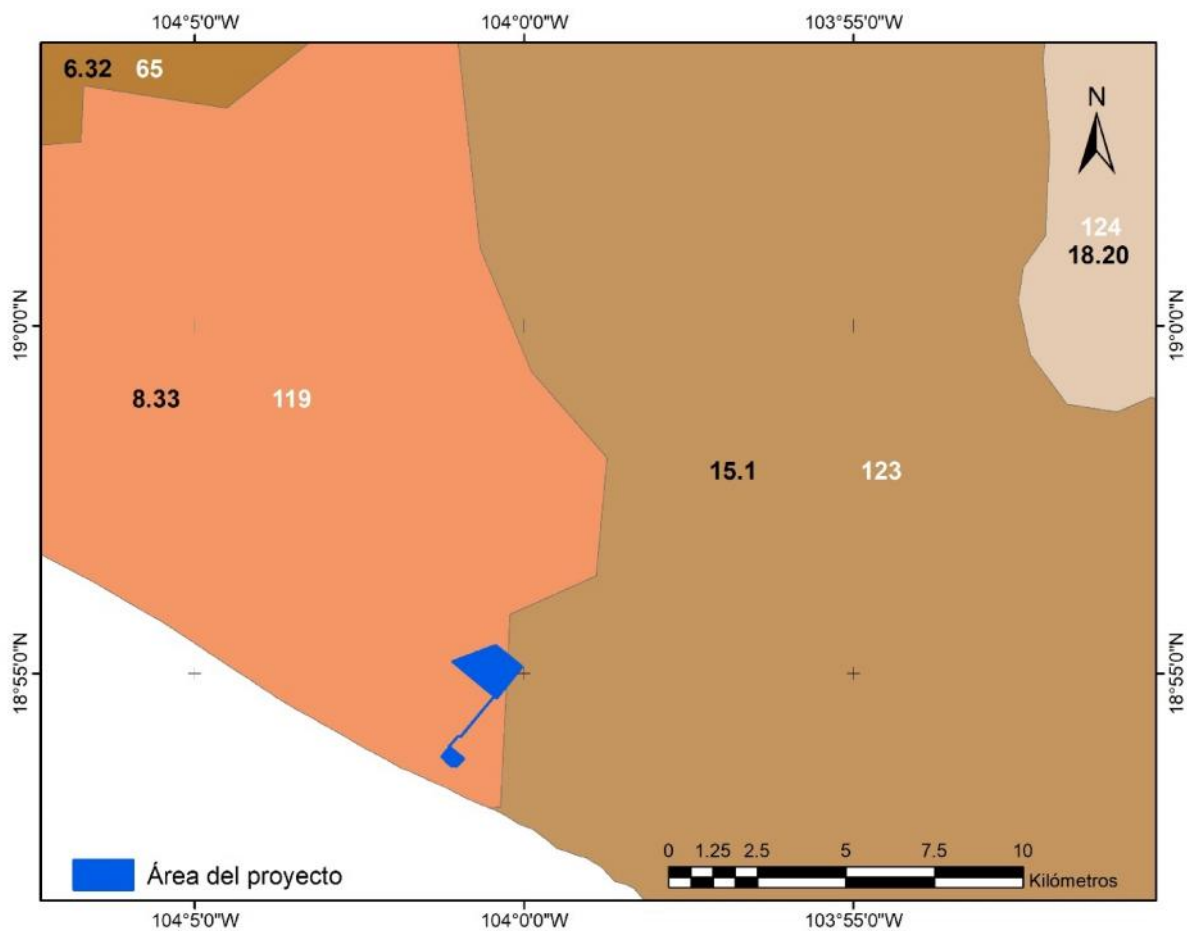 104°5'0"W 104°0'0"W 103°55'0"W
6.32 65
N
124
18.20
19°0'0"N 19°0'0"N
8.33 119
15.1 123
18°55'0"N 18°55'0"N
0 1.25 2.5 5 7.5 10
Área del proyecto
Kilómetros
104°5'0"W 104°0'0"W 103°55'0"W